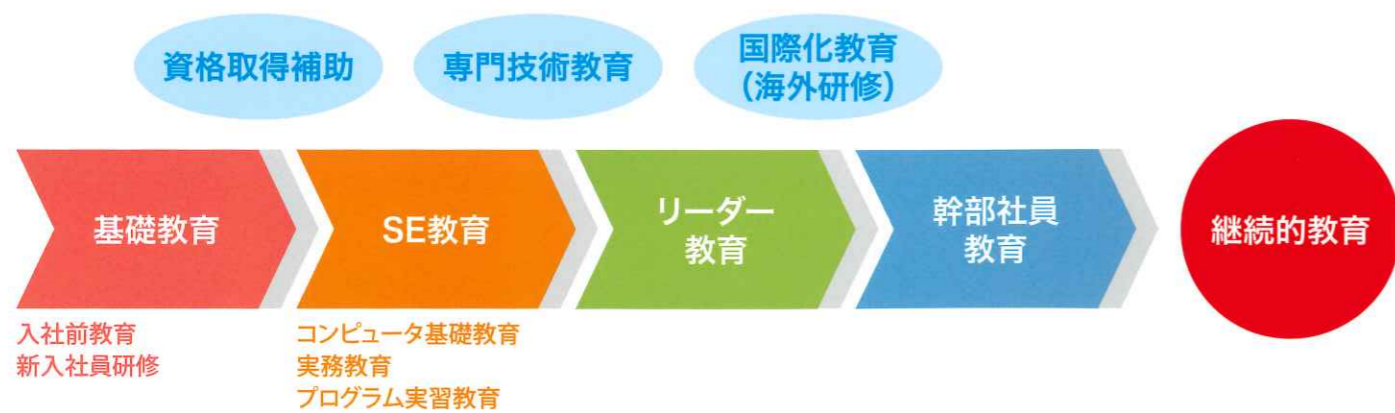 資格取得補助
専門技術教育
国際化教育
(海外研修)
基礎教育
SE教育
リーダー
教育
幹部社員
教育
継続的教育
入社前教育
新入社員研修
コンピュータ基礎教育
実務教育
プログラム実習教育